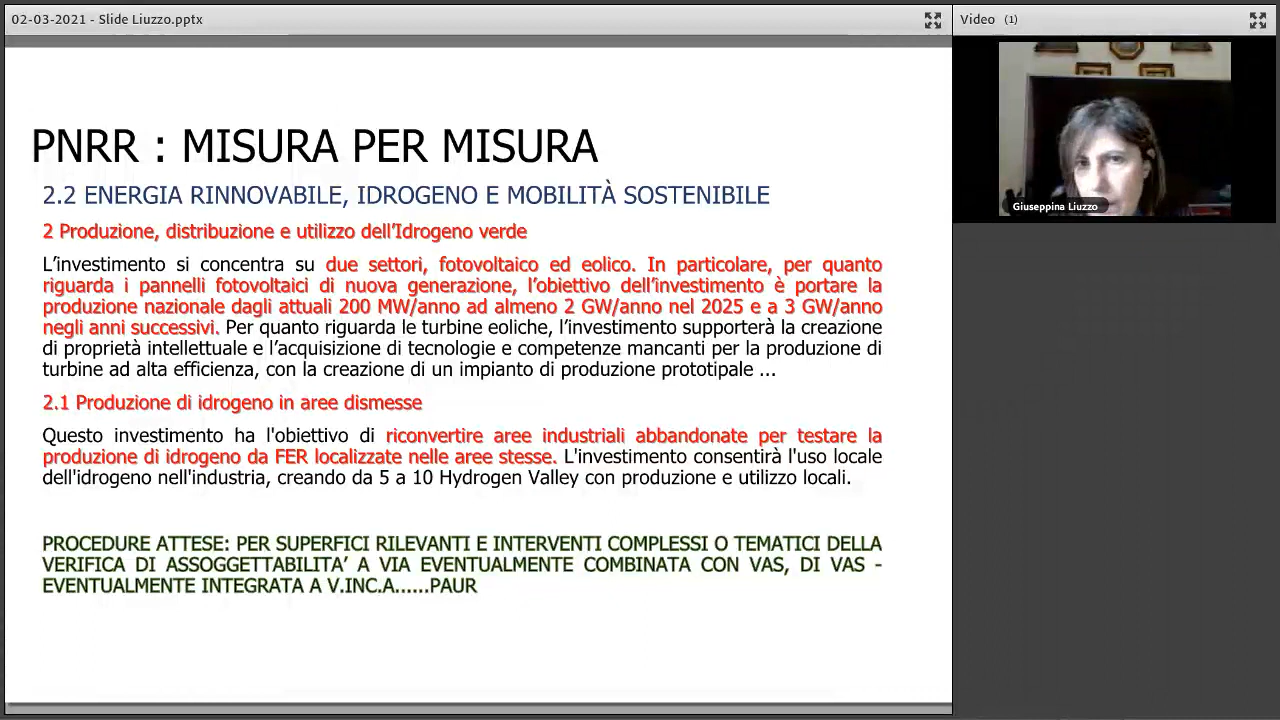 02-03-2021 - Slide Liuzzo.pptx
Video (1)
Giuseppina Liuzzo
PNRR : MISURA PER MISURA
2.2 ENERGIA RINNOVABILE, IDROGENO E MOBILITÀ SOSTENIBILE
2 Produzione, distribuzione e utilizzo dell’Idrogeno verde
L’investimento si concentra su due settori, fotovoltaico ed eolico. In particolare, per quanto
riguarda i pannelli fotovoltaici di nuova generazione, l’obiettivo dell’investimento è portare la
produzione nazionale dagli attuali 200 MW/anno ad almeno 2 GW/anno nel 2025 e a 3 GW/anno
negli anni successivi. Per quanto riguarda le turbine eoliche, l’investimento supporterà la creazione
di proprietà intellettuale e l’acquisizione di tecnologie e competenze mancanti per la produzione di
turbine ad alta efficienza, con la creazione di un impianto di produzione prototipale ...
2.1 Produzione di idrogeno in aree dismesse
Questo investimento ha l'obiettivo di riconvertire aree industriali abbandonate per testare la
produzione di idrogeno da FER localizzate nelle aree stesse. L'investimento consentirà l'uso locale
dell'idrogeno nell'industria, creando da 5 a 10 Hydrogen Valley con produzione e utilizzo locali.
PROCEDURE ATTESE: PER SUPERFICI RILEVANTI E INTERVENTI COMPLESSI O TEMATICI DELLA
VERIFICA DI ASSOGGETTABILITA’ A VIA EVENTUALMENTE COMBINATA CON VAS, DI VAS -
EVENTUALMENTE INTEGRATA A V.INC.A......PAUR